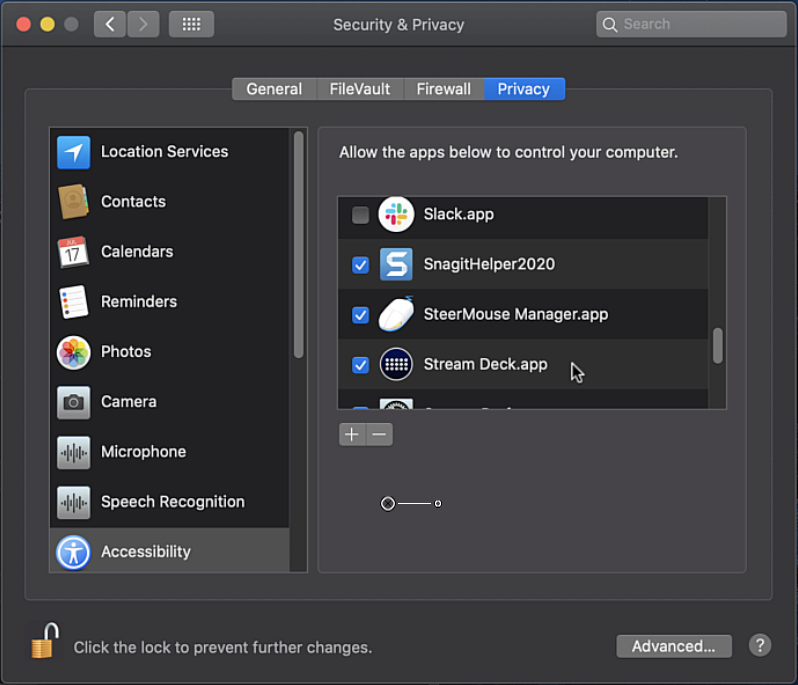 Security & Privacy
Search
General
FileVault
Firewall
Privacy
Location Services
Contacts
JUL
17
Calendars
Reminders
Photos
Camera
Microphone
Speech Recognition
Accessibility
Allow the apps below to control your computer.
Slack.app
S
SnagitHelper2020
SteerMouse Manager.app
Stream Deck.app
Click the lock to prevent further changes.
Advanced...
?